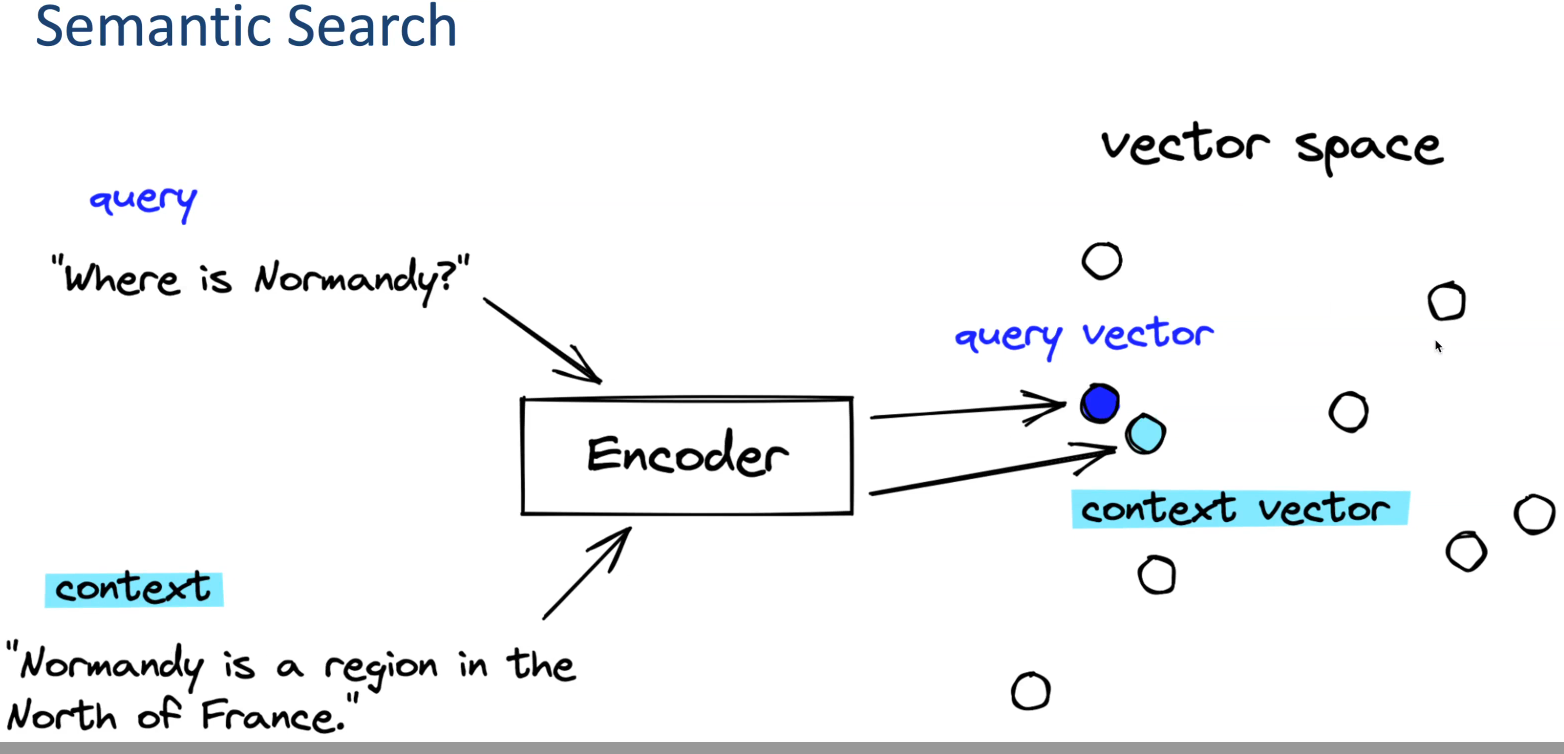 Semantic Search
vector space
query
"Where is Normandy?"
query vector
Encoder
context vector
context
"Normandy is a region in the
North of France."